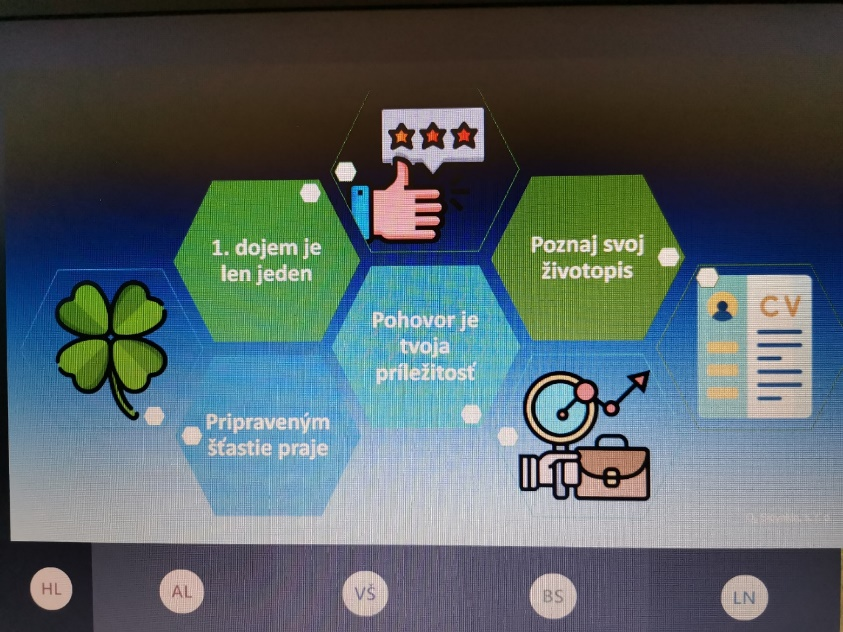 1. dojem je
len jeden
Poznaj svoj
životopis
Pohovor je
tvoja
príležitosť
CV
Pripraveným
šťastie praje
HL
AL
VŠ
BS
LN